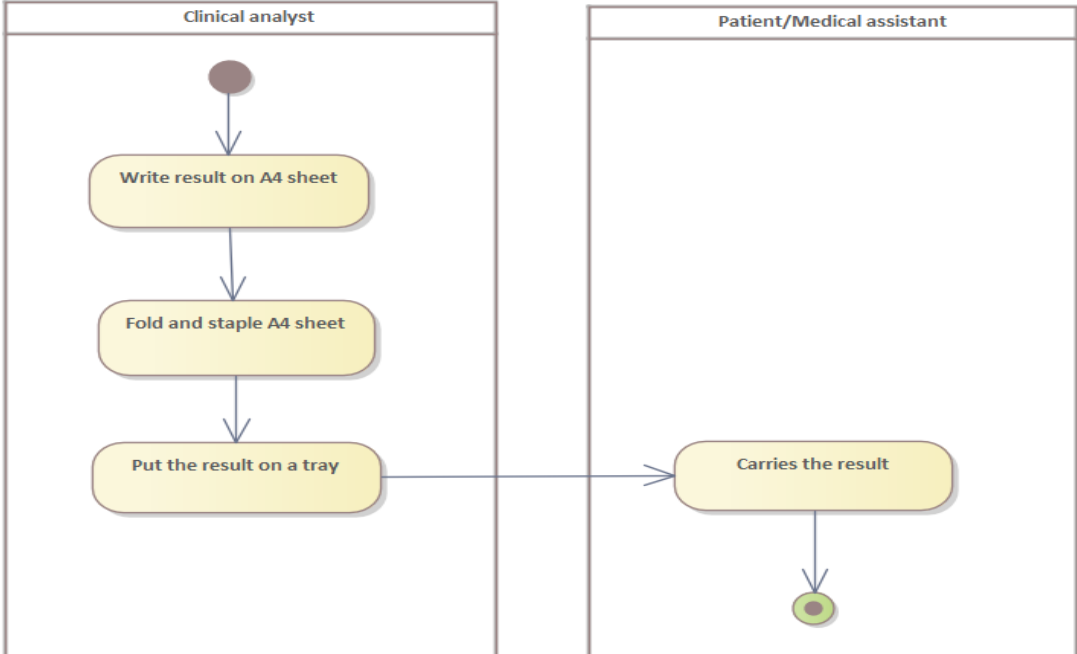 Clinical analyst
Patient/Medical assistant
Write result on A4 sheet
Fold and staple A4 sheet
Put the result on a tray
Carries the result